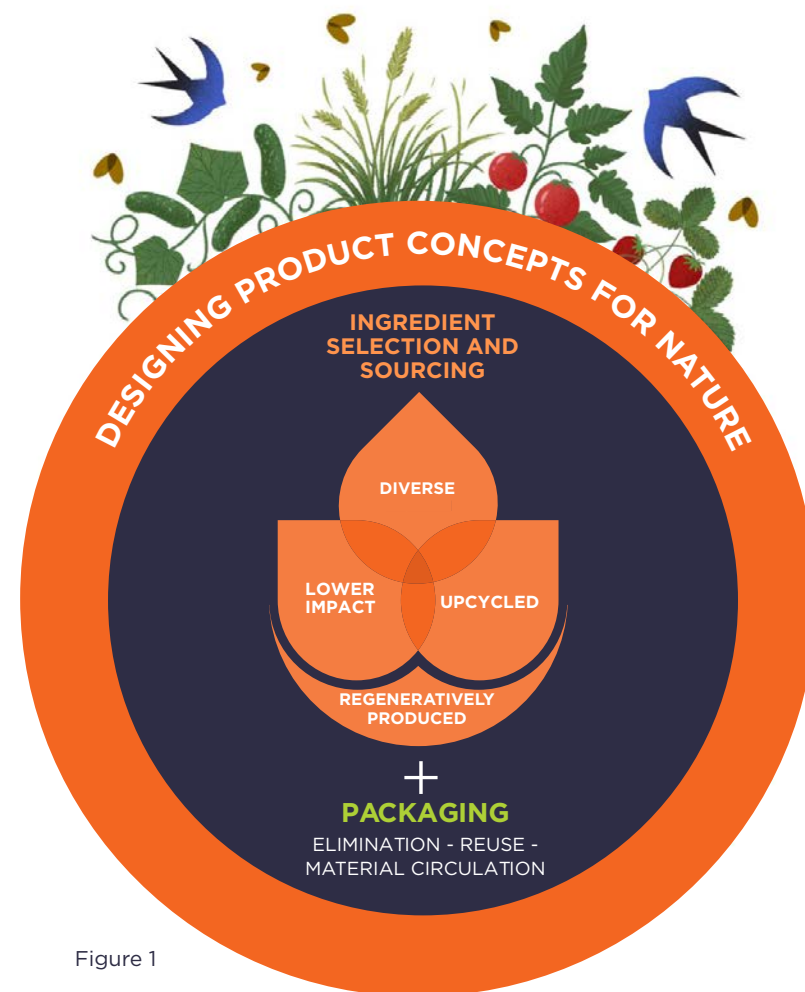 DESIGNING PRODUCT CONCEPTS FOR NATURE
INGREDIENT
SELECTION AND
SOURCING
DIVERSE
LOWER
IMPACT
UPCYCLED
REGENERATIVELY
PRODUCED
+
PACKAGING
ELIMINATION - REUSE -
MATERIAL CIRCULATION
Figure 1